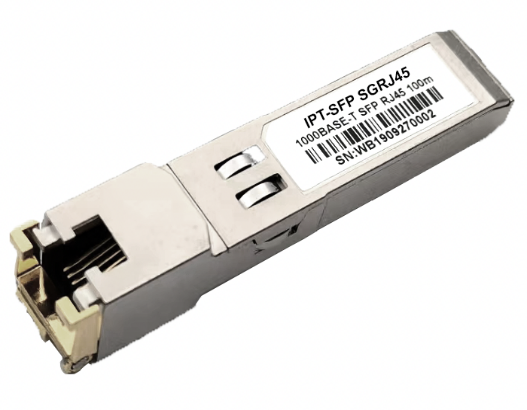 IPT-SFP SGRJ45
1000BASE-T SFP RJ45 100m
SN:WB1909270002